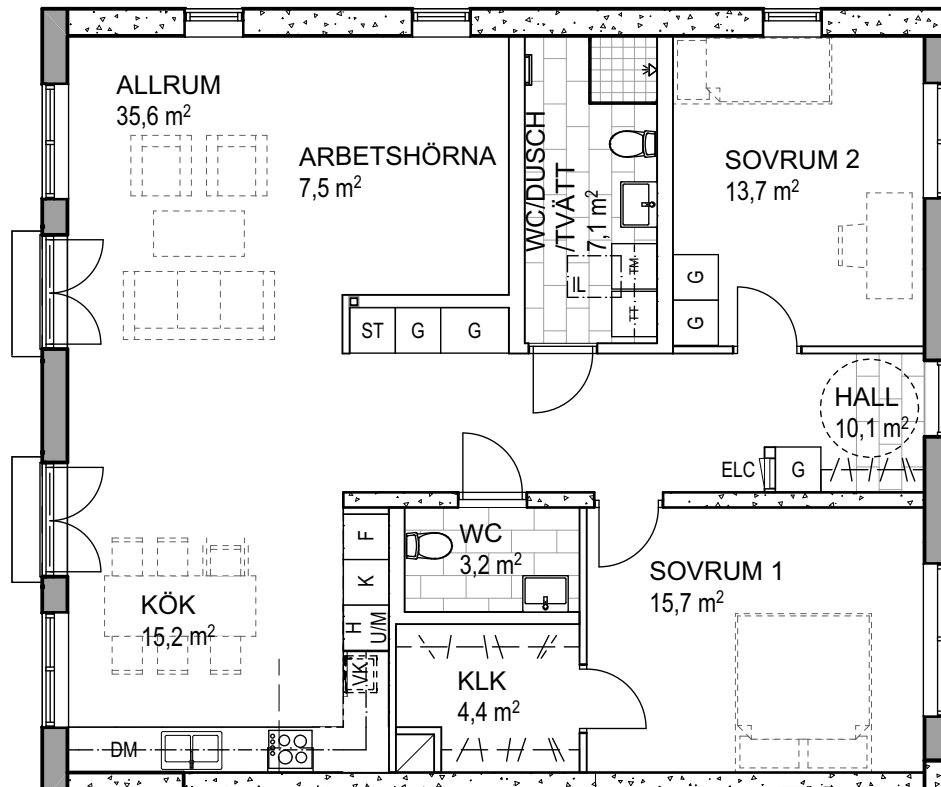 ALLRUM
35,6 m²
ARBETSHÖRNA
7,5 m²
WC/DUSCH
/TVÄTT
7,1 m²
SOVRUM 2
13,7 m²
IL
TM
TT
G
G
ST
G
G
HALL
10,1 m²
ELC
G
F
K
H
U/M
VK
WC
3,2 m²
SOVRUM 1
15,7 m²
KÖK
15,2 m²
KLK
4,4 m²
DM